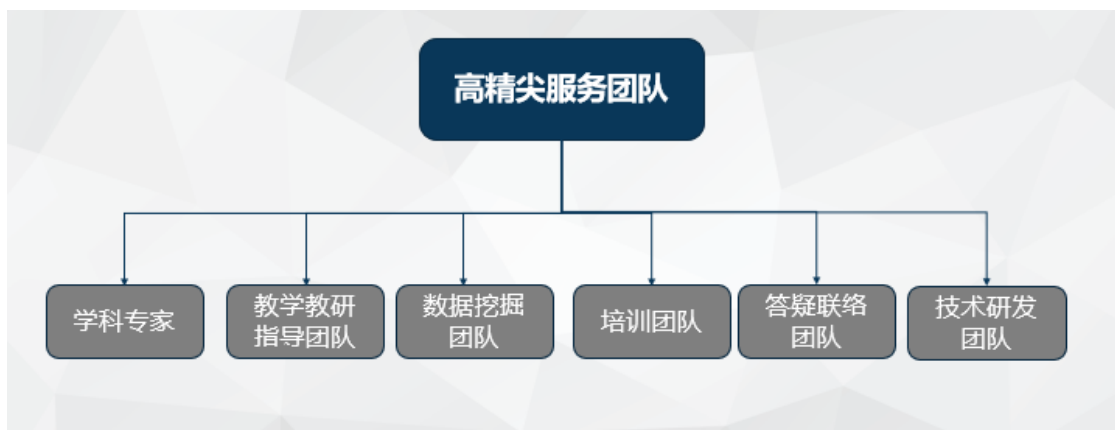 高精尖服务团队
学科专家
教学教研
指导团队
数据挖掘
团队
培训团队
答疑联络
团队
技术研发
团队